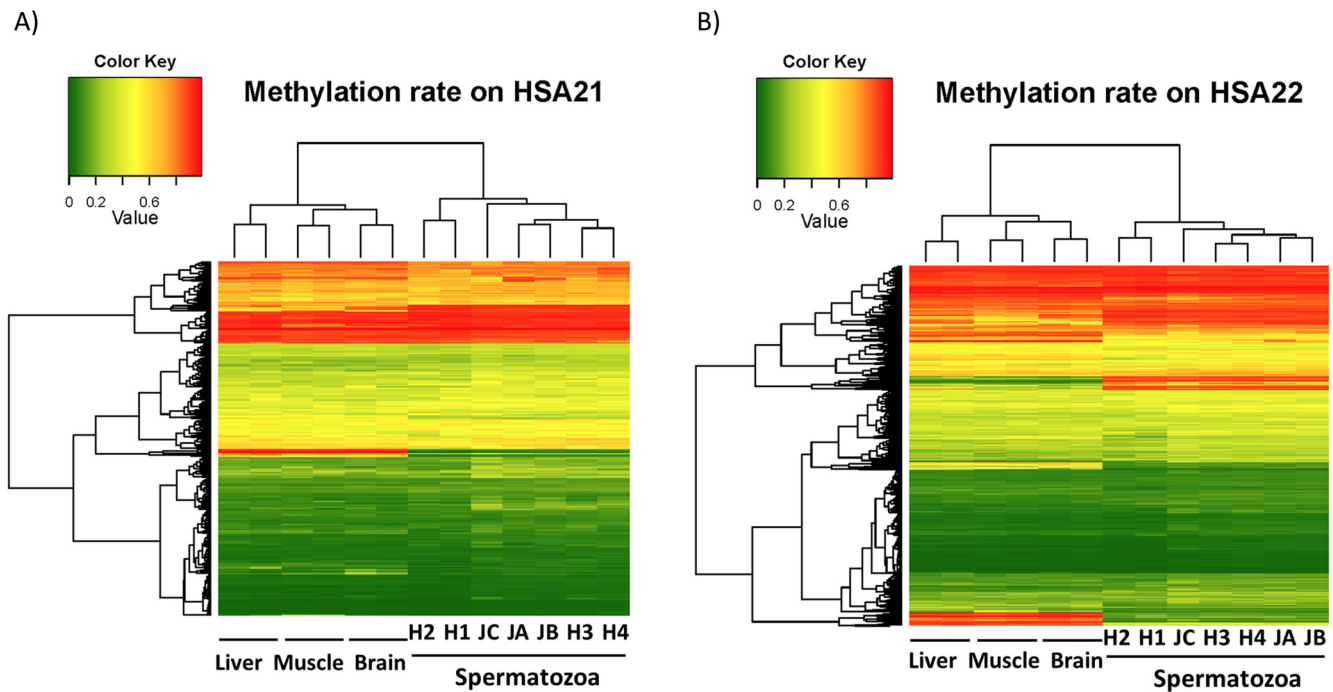 A)
Color Key
0 0.2 0.6
Value
Methylation rate on HSA21
H2 H1 JC JA JB H3 H4
Liver Muscle Brain
Spermatozoa
B)
Color Key
0 0.2 0.6
Value
Methylation rate on HSA22
H2 H1 JC H3 H4 JA JB
Liver Muscle Brain
Spermatozoa